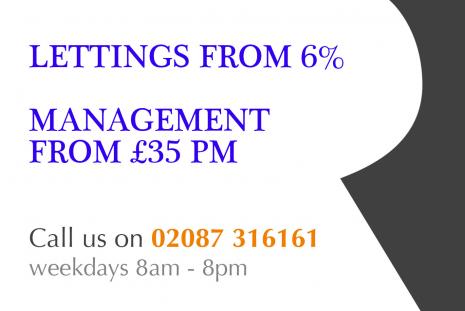 LETTINGS FROM 6%
MANAGEMENT
FROM £35 PM
Call us on 02087 316161
weekdays 8am - 8pm